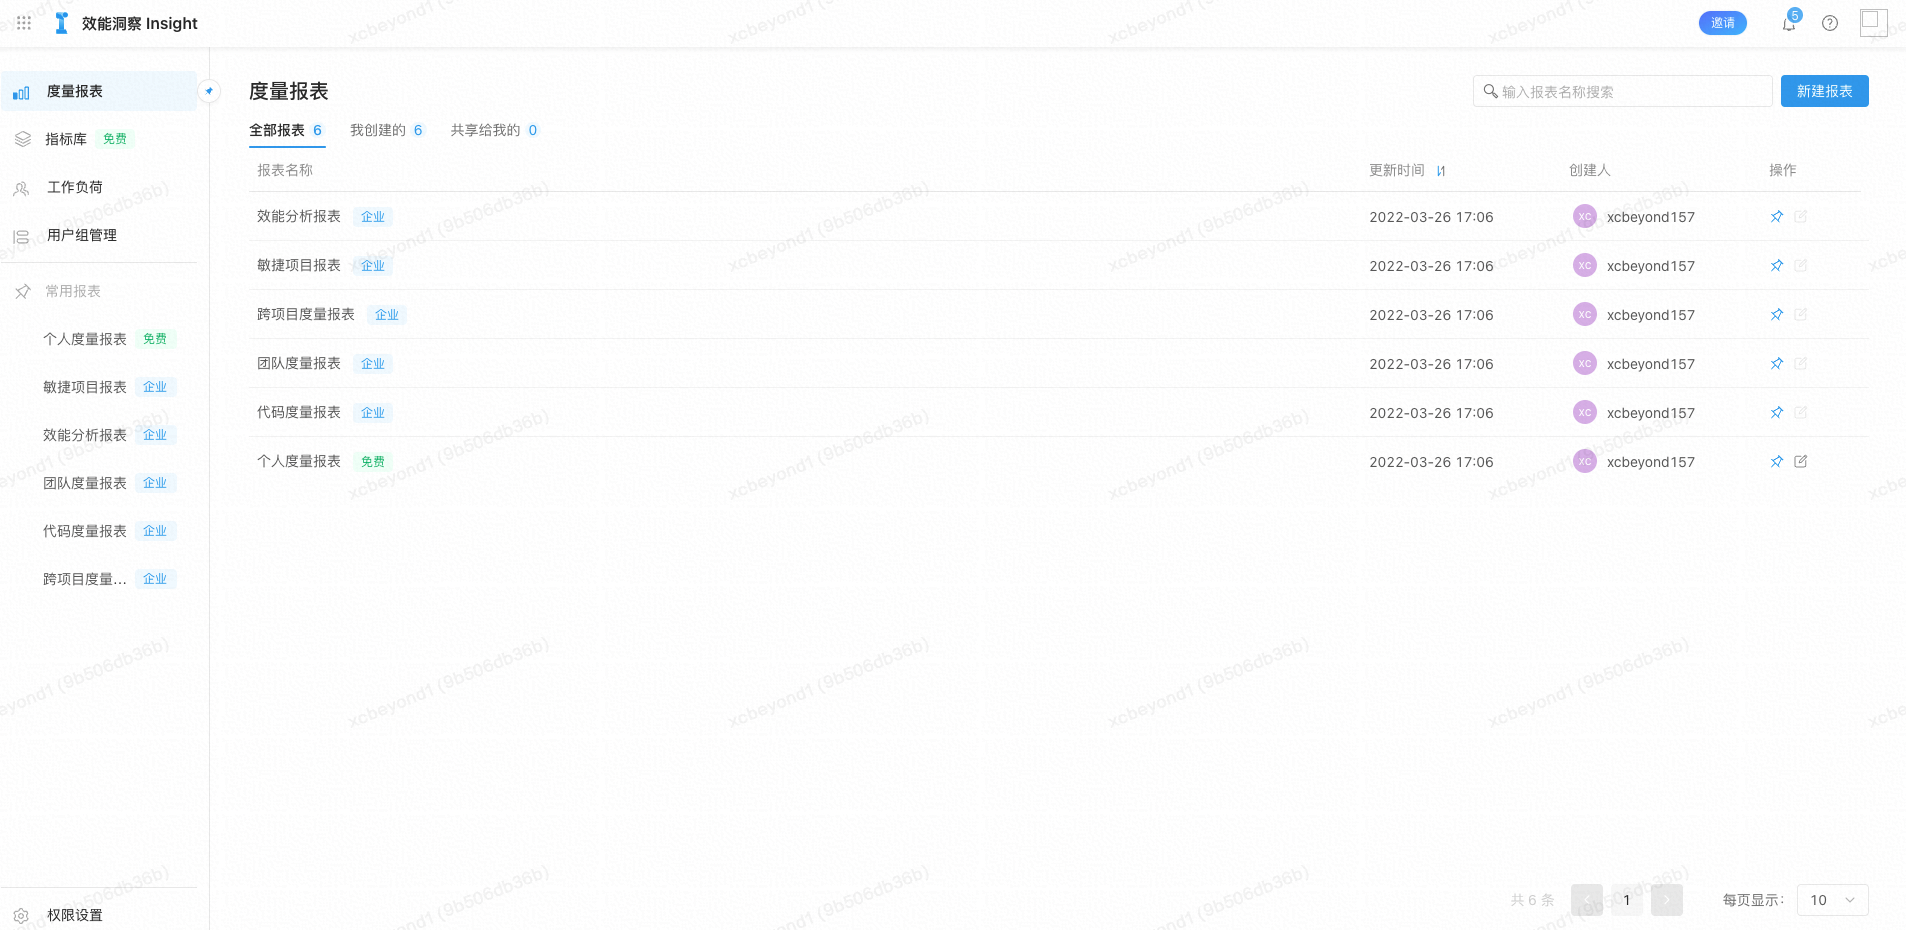 效能洞察 Insight
邀请
5
度量报表
指标库 免费
工作负荷
用户组管理
常用报表
个人度量报表 免费
敏捷项目报表 企业
效能分析报表 企业
团队度量报表 企业
代码度量报表 企业
跨项目度量... 企业
权限设置
度量报表
输入报表名称搜索
新建报表
全部报表 6 我创建的 6 共享给我的 0
报表名称 更新时间 创建人 操作
效能分析报表 企业 2022-03-26 17:06 XC xcbeyond157
敏捷项目报表 企业 2022-03-26 17:06 XC xcbeyond157
跨项目度量报表 企业 2022-03-26 17:06 XC xcbeyond157
团队度量报表 企业 2022-03-26 17:06 XC xcbeyond157
代码度量报表 企业 2022-03-26 17:06 XC xcbeyond157
个人度量报表 免费 2022-03-26 17:06 XC xcbeyond157
共 6 条 1 每页显示: 10
xcbeyond1 (9b506db36b)